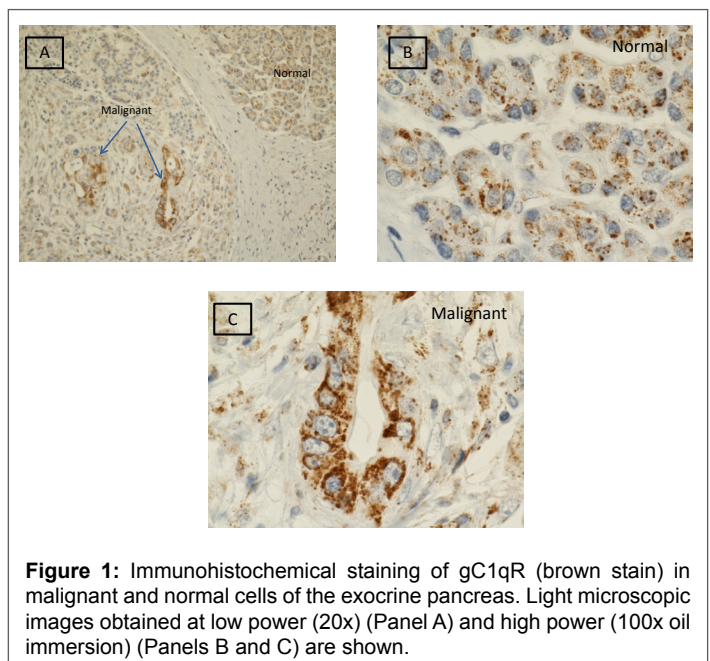 A
Normal
Malignant
B
Normal
C
Malignant
Figure 1: Immunohistochemical staining of gC1qR (brown stain) in
malignant and normal cells of the exocrine pancreas. Light microscopic
images obtained at low power (20x) (Panel A) and high power (100x oil
immersion) (Panels B and C) are shown.